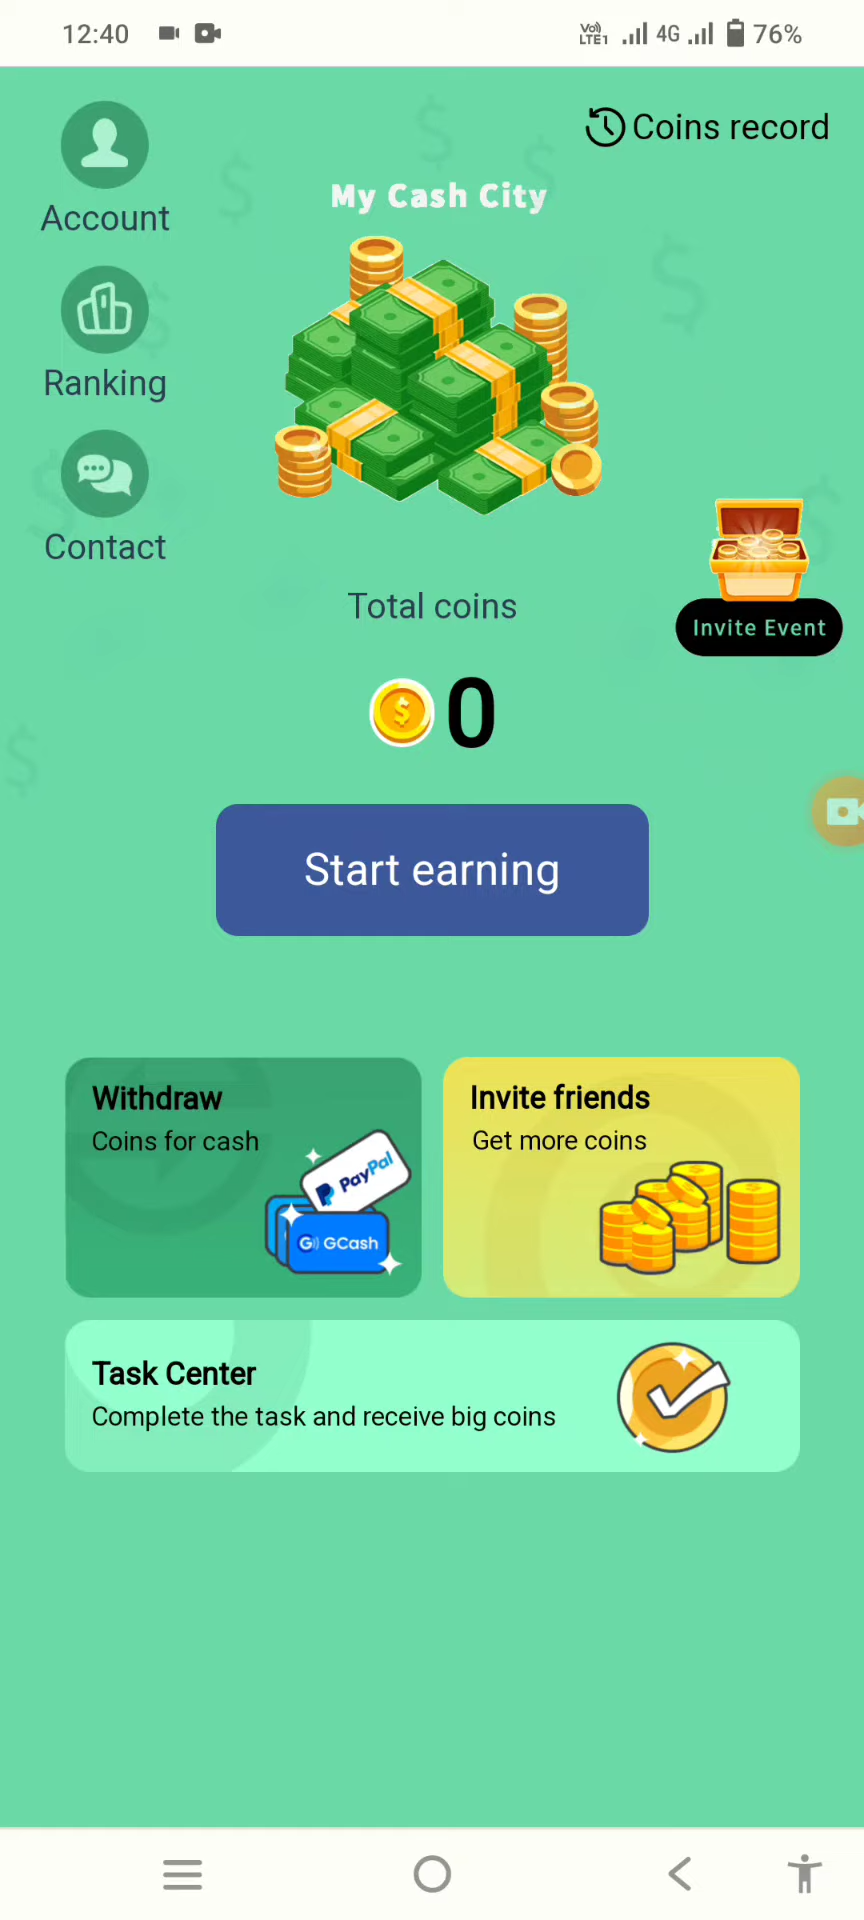 12:40
Vo)) LTE1 4G 76%
Coins record
Account
My Cash City
Ranking
Contact
Invite Event
Total coins
0
Start earning
Withdraw
Coins for cash
PayPal
GCash
Invite friends
Get more coins
Task Center
Complete the task and receive big coins